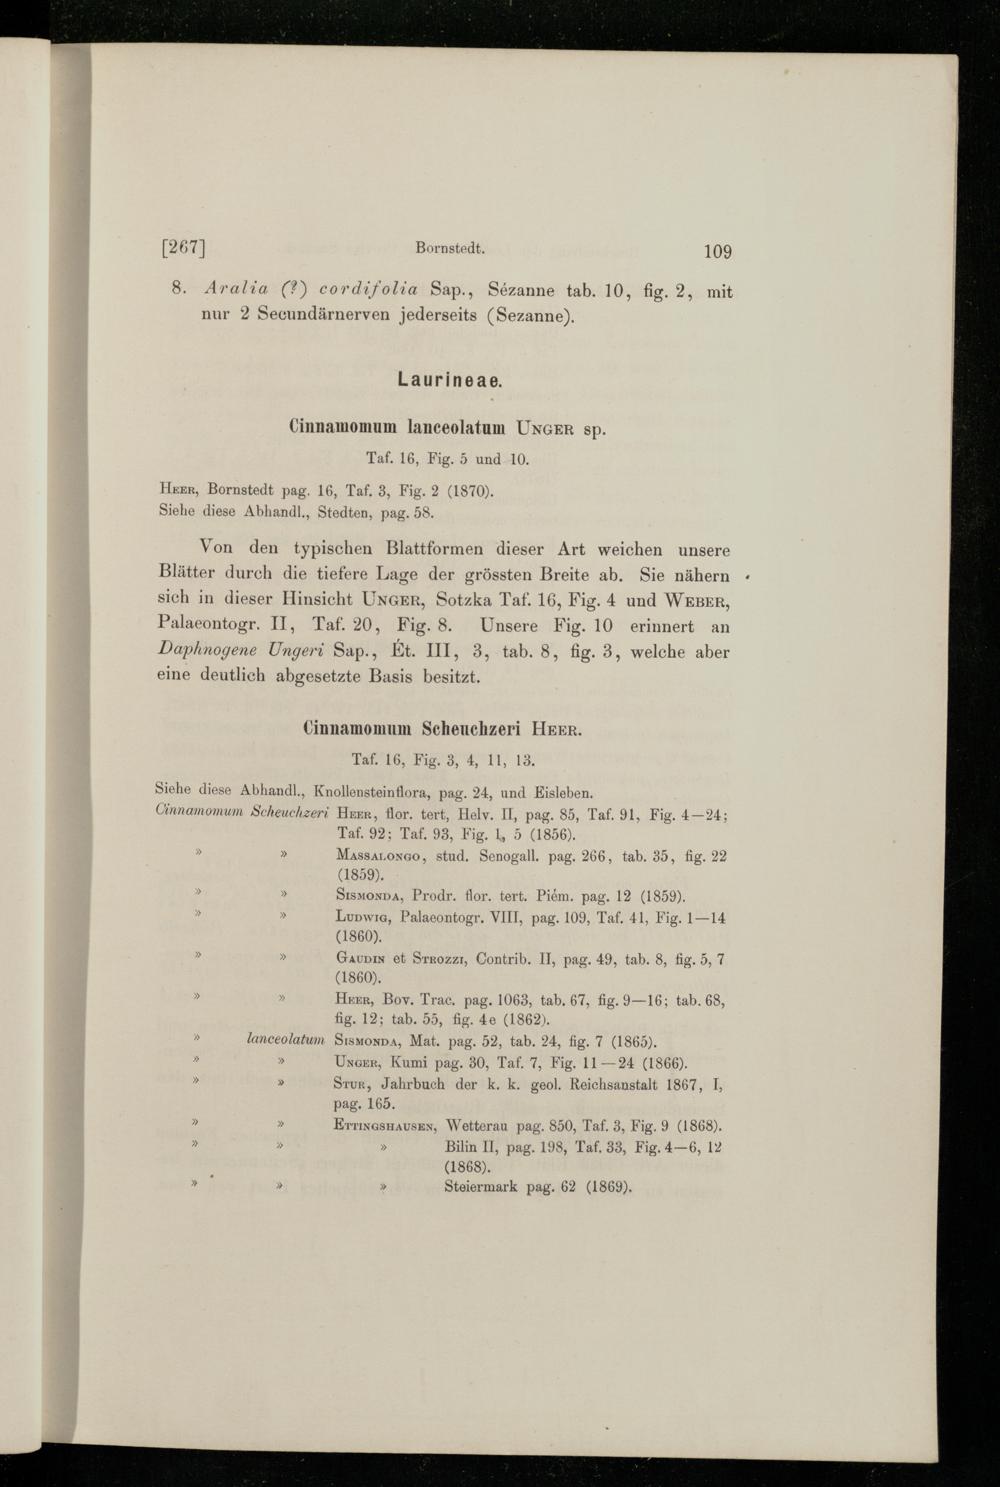 [267] Bornstedt. 109
8. Aralia (?) cordifolia Sap., Sézanne tab. 10, fig. 2, mit
nur 2 Secundärnerven jederseits (Sezanne).
Laurineae.
Cinnamomum lanceolatum UNGER sp.
Taf. 16, Fig. 5 und 10.
HEER, Bornstedt pag. 16, Taf. 3, Fig. 2 (1870).
Siehe diese Abhandl., Stedten, pag. 58.
Von den typischen Blattformen dieser Art weichen unsere
Blätter durch die tiefere Lage der grössten Breite ab. Sie nähern
sich in dieser Hinsicht UNGER, Sotzka Taf. 16, Fig. 4 und WEBER,
Palaeontogr. II, Taf. 20, Fig. 8. Unsere Fig. 10 erinnert an
Daphnogene Ungeri Sap., Ét. III, 3, tab. 8, fig. 3, welche aber
eine deutlich abgesetzte Basis besitzt.
Cinnamomum Scheuchzeri HEER.
Taf. 16, Fig. 3, 4, 11, 13.
Siehe diese Abhandl., Knollensteinflora, pag. 24, und Eisleben.
Cinnamomum Scheuchzeri HEER, flor. tert, Helv. II, pag. 85, Taf. 91, Fig. 4—24;
Taf. 92; Taf. 93, Fig. 1, 5 (1856).
» » MASSALONGO, stud. Senogall. pag. 266, tab. 35, fig. 22
(1859).
» » SISMONDA, Prodr. flor. tert. Piém. pag. 12 (1859).
» » LUDWIG, Palaeontogr. VIII, pag. 109, Taf. 41, Fig. 1—14
(1860).
» » GAUDIN et STROZZI, Contrib. II, pag. 49, tab. 8, fig. 5, 7
(1860).
» » HEER, Bov. Trac. pag. 1063, tab. 67, fig. 9—16; tab. 68,
fig. 12; tab. 55, fig. 4e (1862).
» lanceolatum SISMONDA, Mat. pag. 52, tab. 24, fig. 7 (1865).
» » UNGER, Kumi pag. 30, Taf. 7, Fig. 11—24 (1866).
» » STUR, Jahrbuch der k. k. geol. Reichsanstalt 1867, I,
pag. 165.
» » ETTINGSHAUSEN, Wetterau pag. 850, Taf. 3, Fig. 9 (1868).
» » » Bilin II, pag. 198, Taf. 33, Fig. 4—6, 12
(1868).
» » » Steiermark pag. 62 (1869).